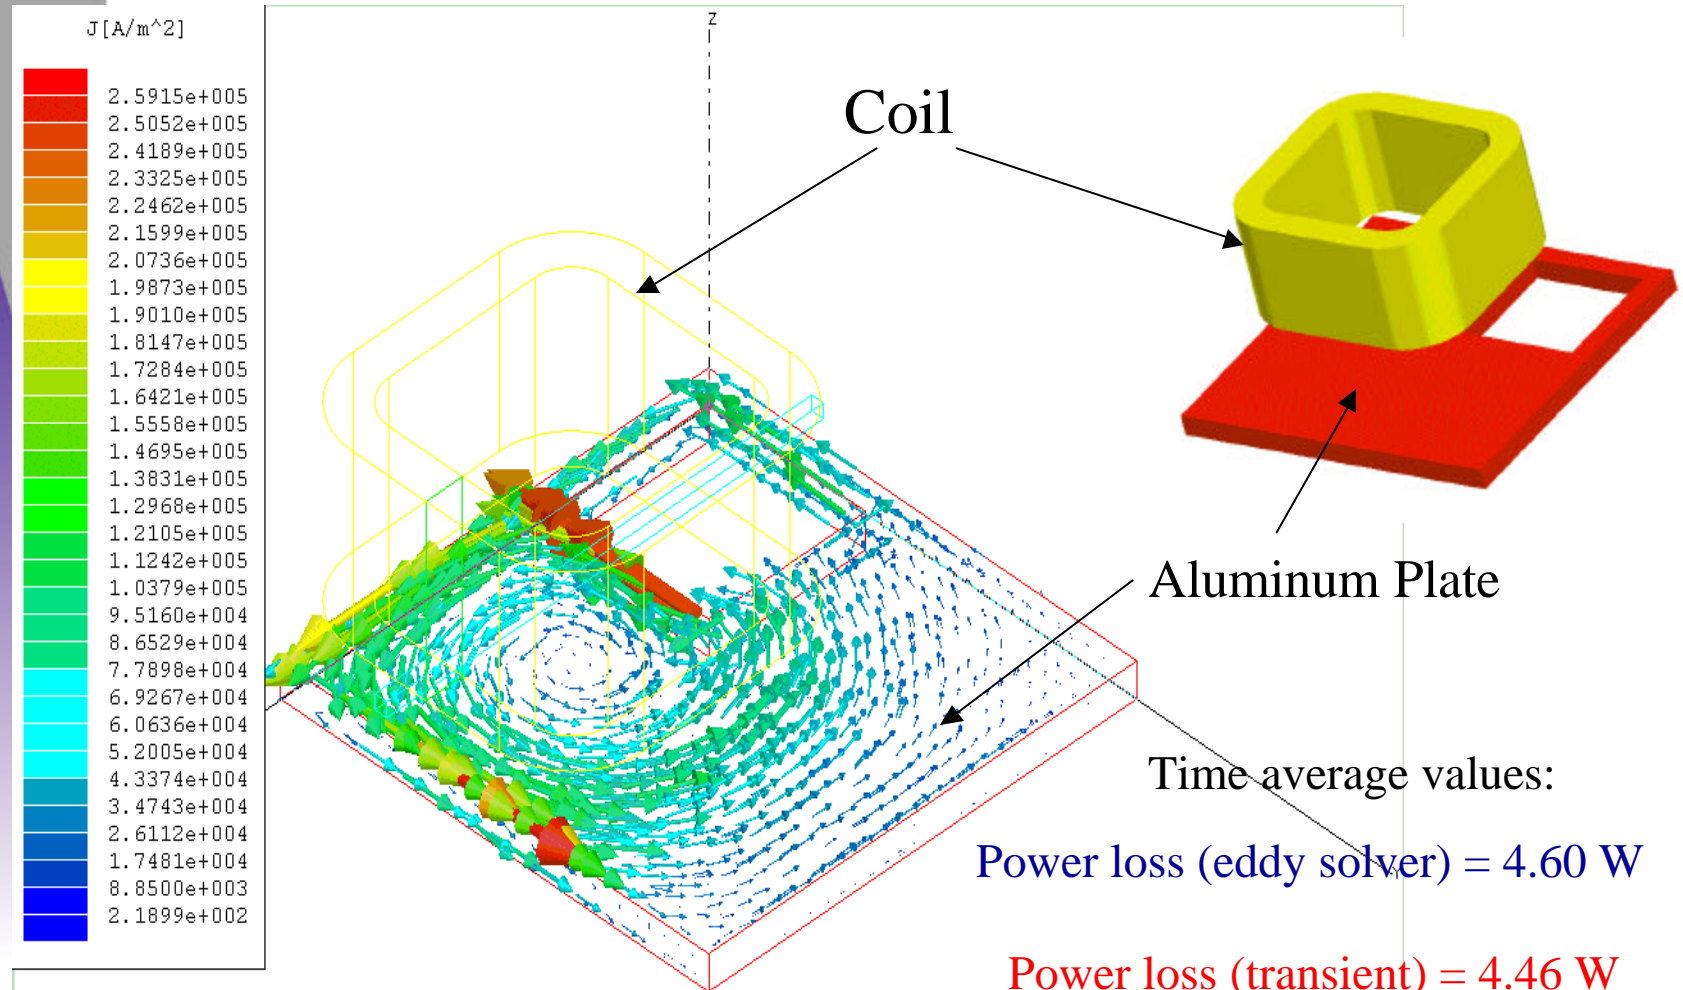 J[A/m^2]
2.5915e+005
2.5052e+005
2.4189e+005
2.3325e+005
2.2462e+005
2.1599e+005
2.0736e+005
1.9873e+005
1.9010e+005
1.8147e+005
1.7284e+005
1.6421e+005
1.5558e+005
1.4695e+005
1.3831e+005
1.2968e+005
1.2105e+005
1.1242e+005
1.0379e+005
9.5160e+004
8.6529e+004
7.7898e+004
6.9267e+004
6.0636e+004
5.2005e+004
4.3374e+004
3.4743e+004
2.6112e+004
1.7481e+004
8.8500e+003
2.1899e+002
Z
Coil
Aluminum Plate
Time average values:
Power loss (eddy solver) = 4.60 W
Y
Power loss (transient) = 4.46 W